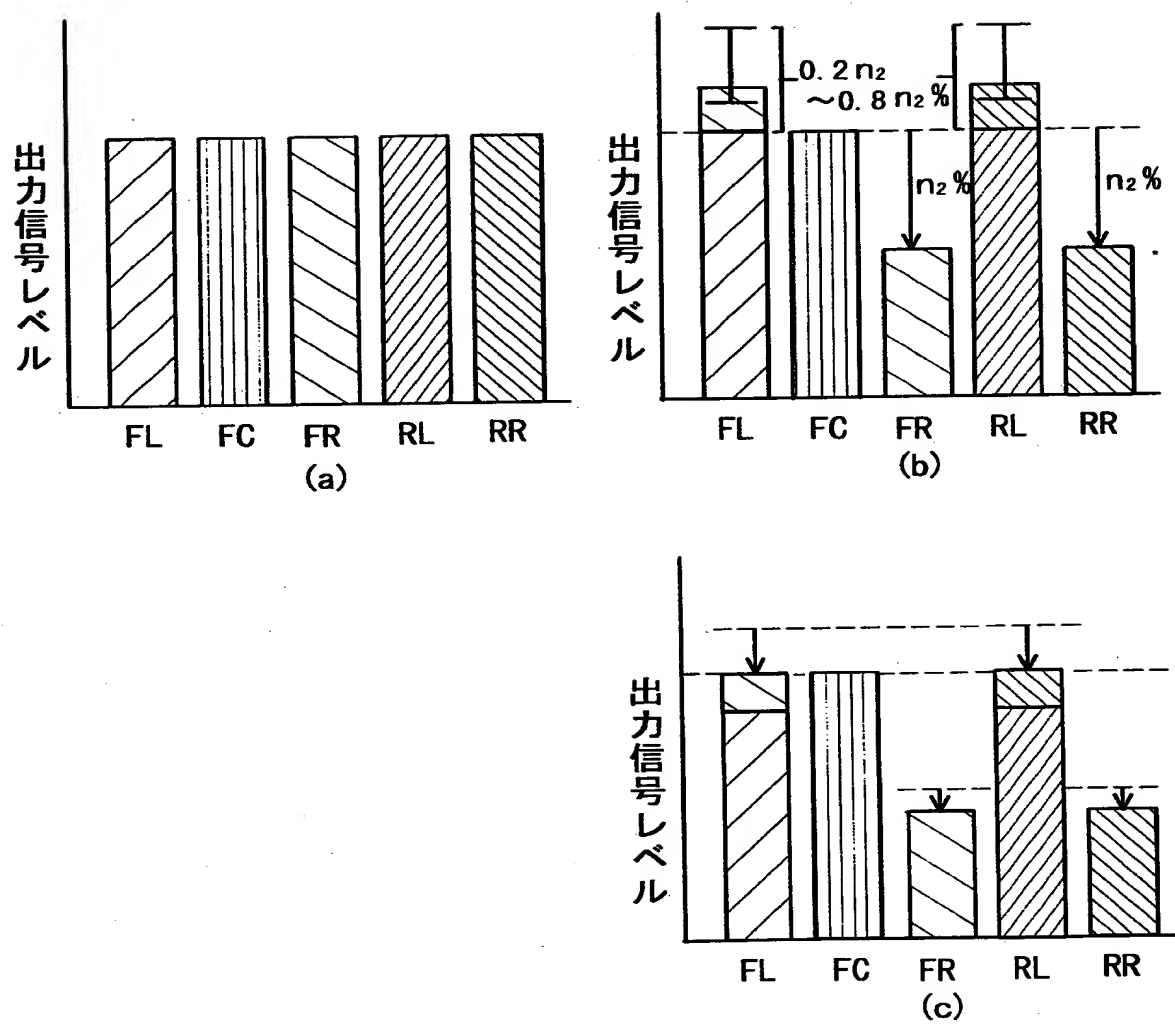 出力信号レベル
FL FC FR RL RR
(a)
出力信号レベル
0.2n₂
～0.8n₂%
n₂%
n₂%
FL FC FR RL RR
(b)
出力信号レベル
FL FC FR RL RR
(c)